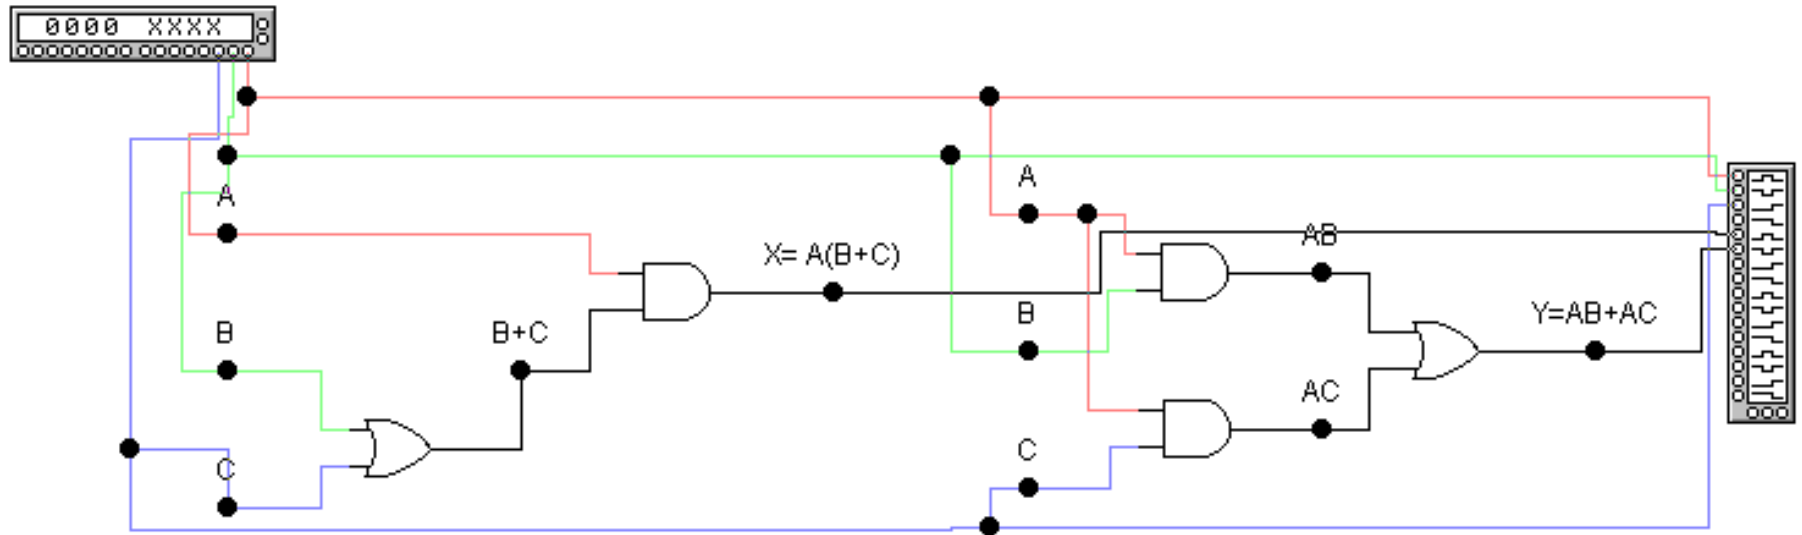 0000 XXXX
A
A
AB
X= A(B+C)
B
B
B+C
Y=AB+AC
AC
C
C